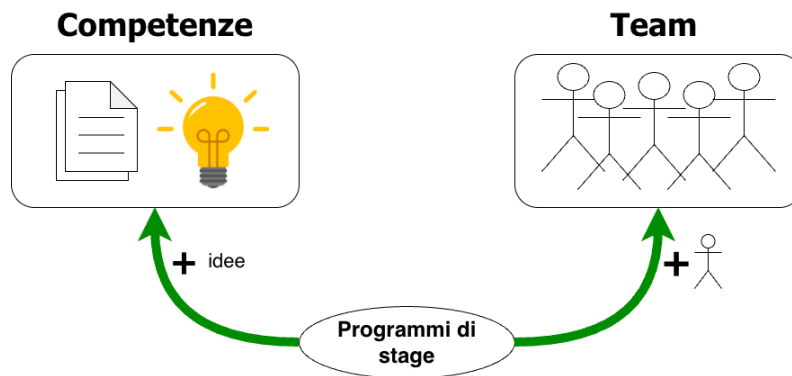 Competenze
Team
+ idee
+
Programmi di
stage